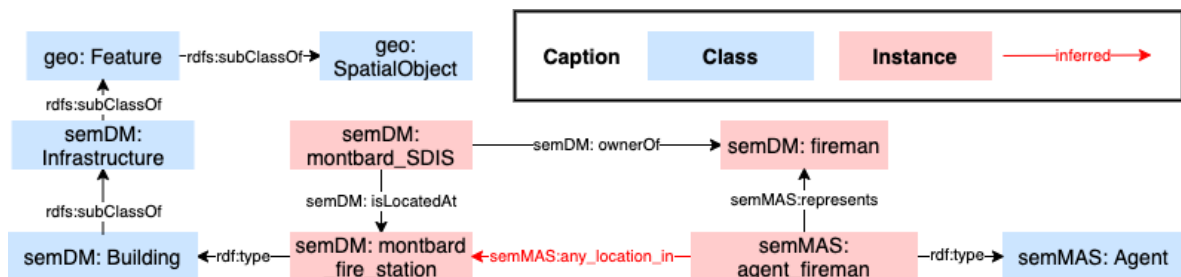 geo: Feature
rdfs:subClassOf
geo:
SpatialObject
Caption
Class
Instance
inferred
rdfs:subClassOf
semDM:
Infrastructure
semDM:
montbard_SDIS
semDM: ownerOf
semDM: fireman
rdfs:subClassOf
semDM: isLocatedAt
semMAS:represents
semDM: Building
rdf:type
semDM: montbard
fire_station
semMAS:any_location_in
semMAS:
agent_fireman
rdf:type
semMAS: Agent